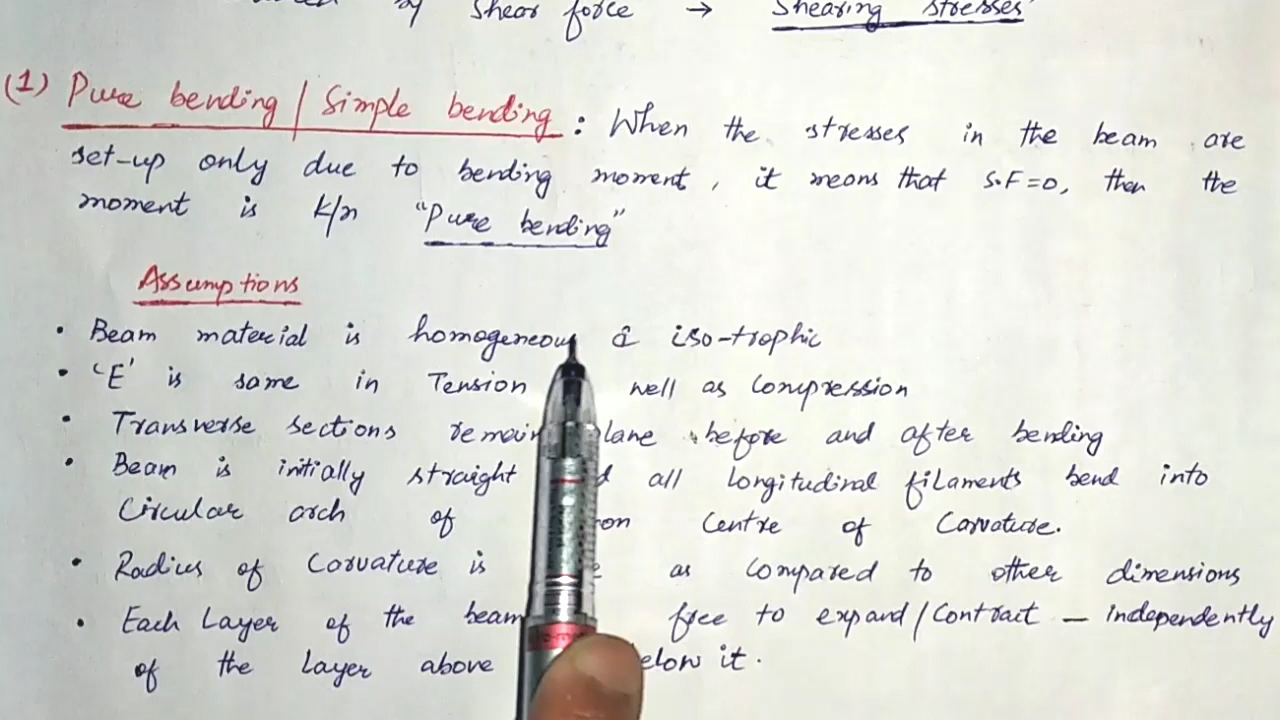 by Shear force → Shearing stresses
(1) Pure bending / Simple bending : When the stresses in the beam are
set-up only due to bending moment, it means that S.F=0, then the
moment is k/n "Pure bending"
Assumptions
• Beam material is homogeneous & iso-trophic
• 'E' is same in Tension well as Compression
• Transverse sections remain plane before and after bending
• Beam is initially straight all longitudinal filaments bend into
Circular arch of Centre of Curvature.
• Radius of Curvature is as compared to other dimensions
• Each Layer of the beam free to expand/Contract – independently
of the Layer above below it.